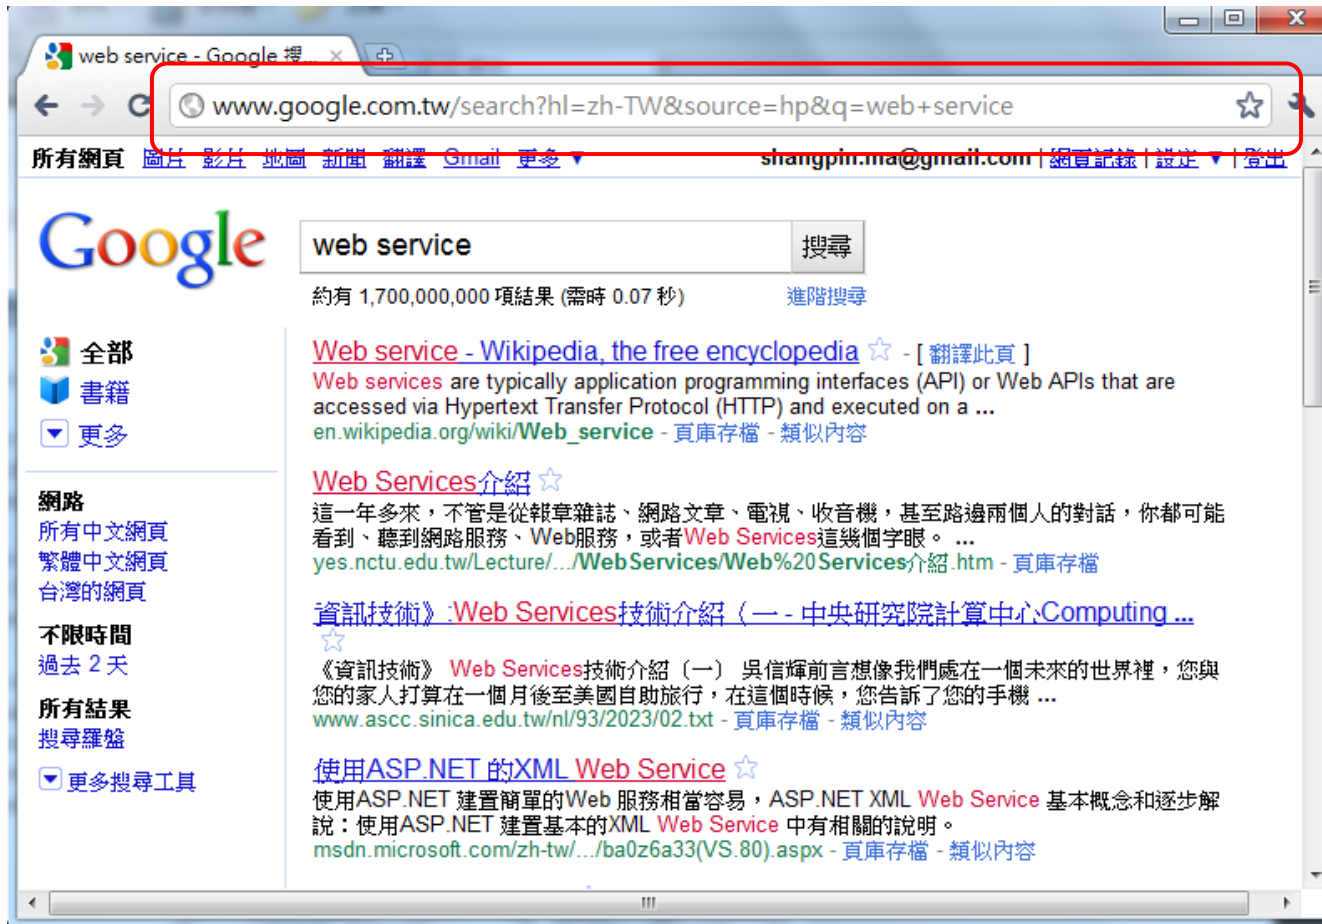 web service - Google 搜...
www.google.com.tw/search?hl=zh-TW&source=hp&q=web+service
所有網頁 圖片 影片 地圖 新聞 翻譯 Gmail 更多 ▼ shangpin.ma@gmail.com | 網頁記錄 | 設定 ▼ | 登出
Google
web service 搜尋
約有 1,700,000,000 項結果 (需時 0.07 秒) 進階搜尋
全部
書籍
更多
網路
所有中文網頁
繁體中文網頁
台灣的網頁
不限時間
過去 2 天
所有結果
搜尋羅盤
更多搜尋工具
Web service - Wikipedia, the free encyclopedia - [ 翻譯此頁 ]
Web services are typically application programming interfaces (API) or Web APIs that are
accessed via Hypertext Transfer Protocol (HTTP) and executed on a ...
en.wikipedia.org/wiki/Web_service - 頁庫存檔 - 類似內容
Web Services介紹
這一年多來，不管是從報章雜誌、網路文章、電視、收音機，甚至路邊兩個人的對話，你都可能
看到、聽到網路服務、Web服務，或者Web Services這幾個字眼。 ...
yes.nctu.edu.tw/Lecture/.../WebServices/Web%20Services介紹.htm - 頁庫存檔
資訊技術》:Web Services技術介紹（一 - 中央研究院計算中心Computing ...
《資訊技術》 Web Services技術介紹（一） 吳信輝前言想像我們處在一個未來的世界裡，您與
您的家人打算在一個月後至美國自助旅行，在這個時候，您告訴了您的手機 ...
www.ascc.sinica.edu.tw/nl/93/2023/02.txt - 頁庫存檔 - 類似內容
使用ASP.NET 的XML Web Service
使用ASP.NET 建置簡單的Web 服務相當容易，ASP.NET XML Web Service 基本概念和逐步解
說：使用ASP.NET 建置基本的XML Web Service 中有相關的說明。
msdn.microsoft.com/zh-tw/.../ba0z6a33(VS.80).aspx - 頁庫存檔 - 類似內容